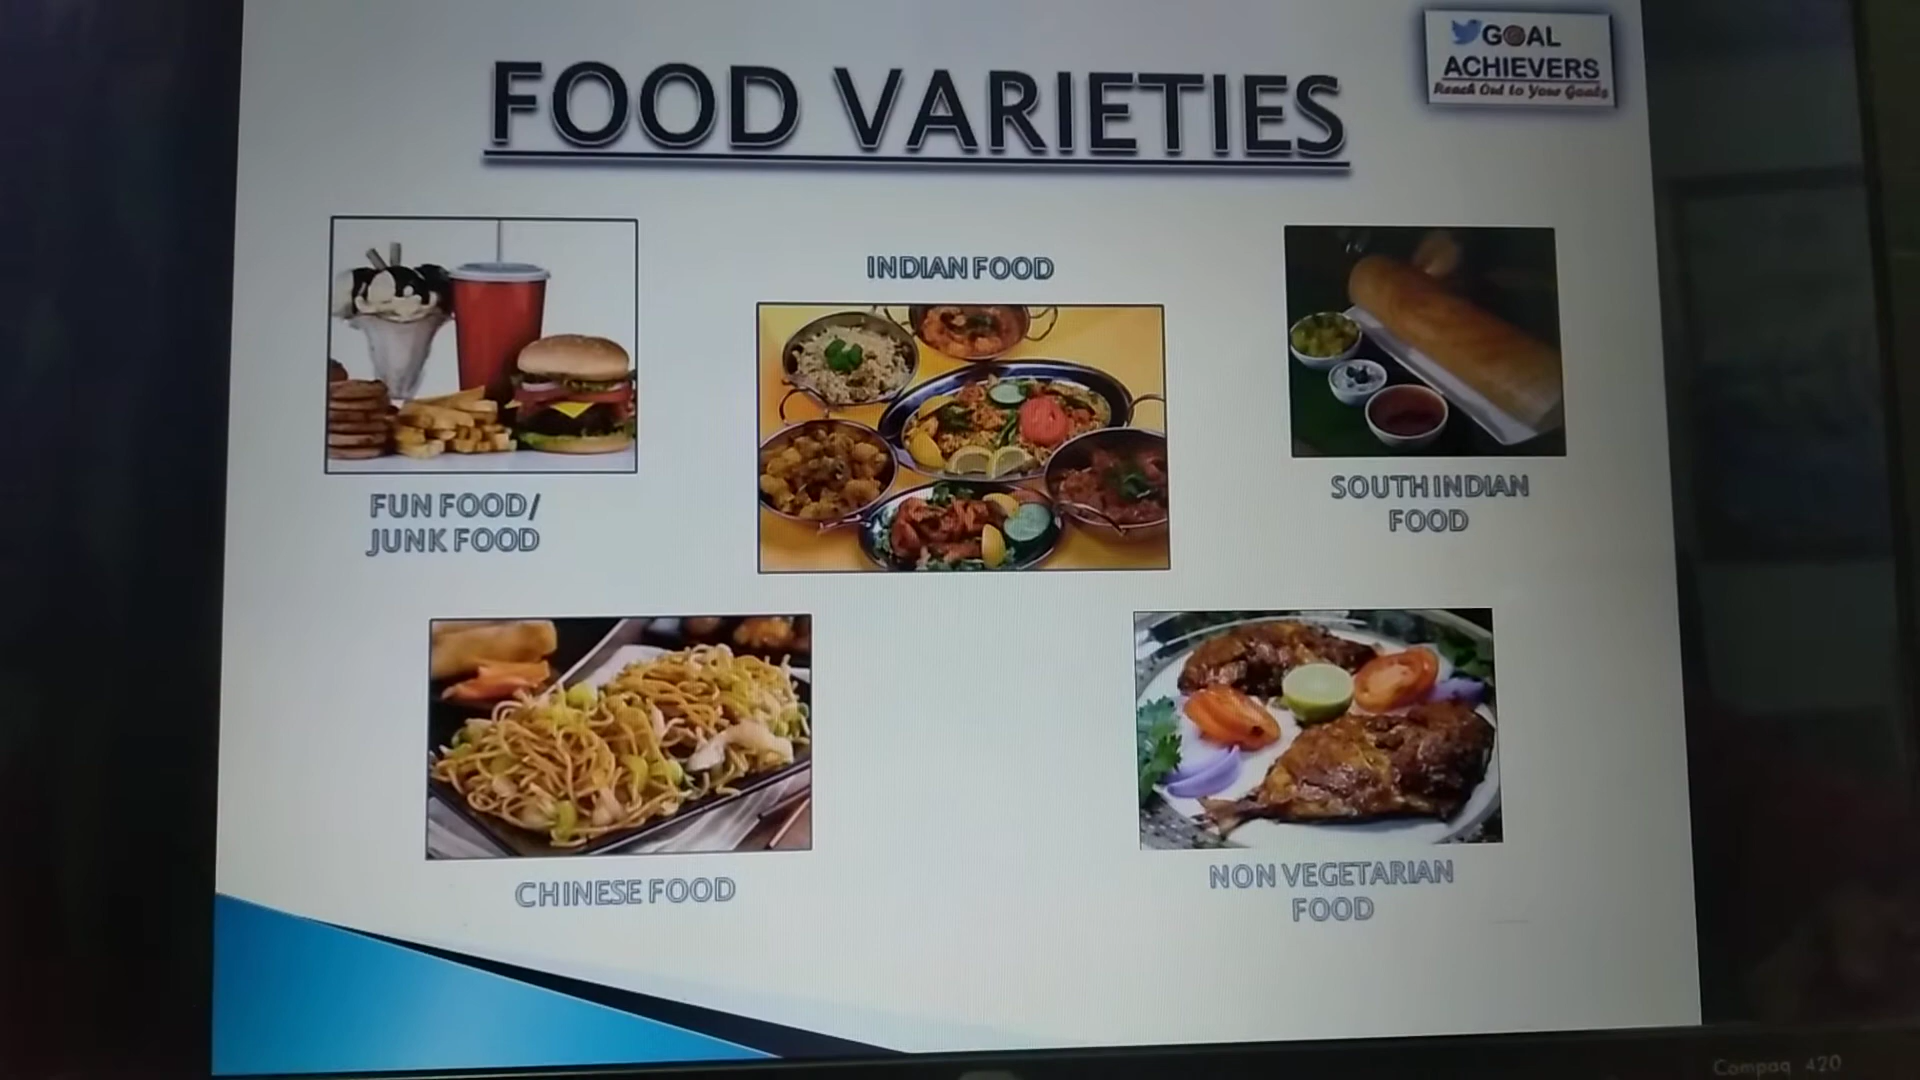 GOAL
ACHIEVERS
Reach Out to Your Goals
FOOD VARIETIES
INDIAN FOOD
FUN FOOD/
JUNK FOOD
SOUTH INDIAN
FOOD
CHINESE FOOD
NON VEGETARIAN
FOOD
Compaq 420